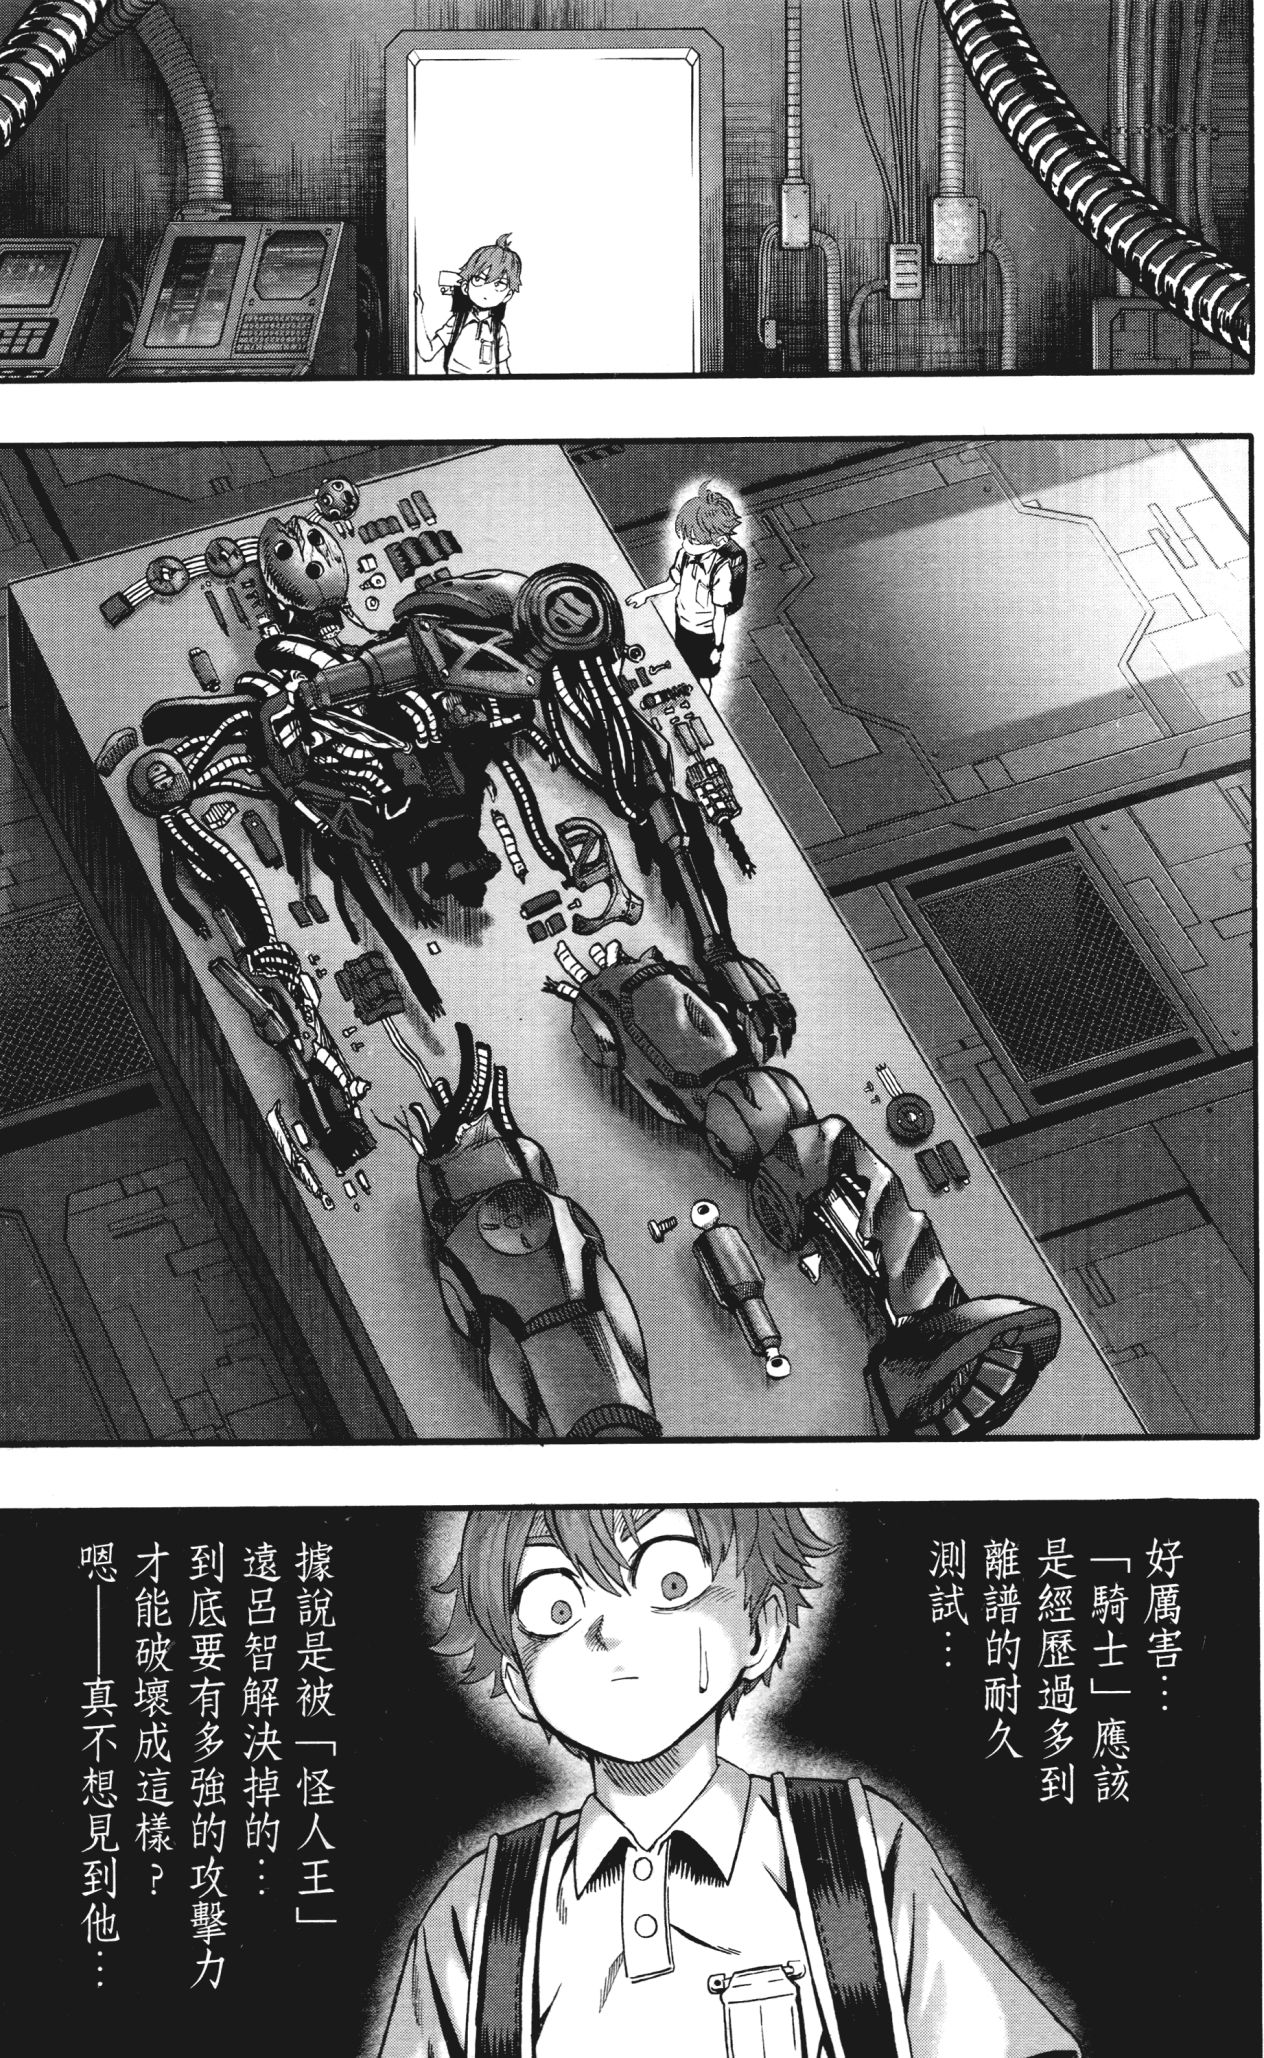 好厲害…
「騎士」應該
是經歷過多到
離譜的耐久
測試…
據說是被「怪人王」
遠呂智解決掉的…
到底要有多強的攻擊力
才能破壞成這樣？
嗯——真不想見到他…